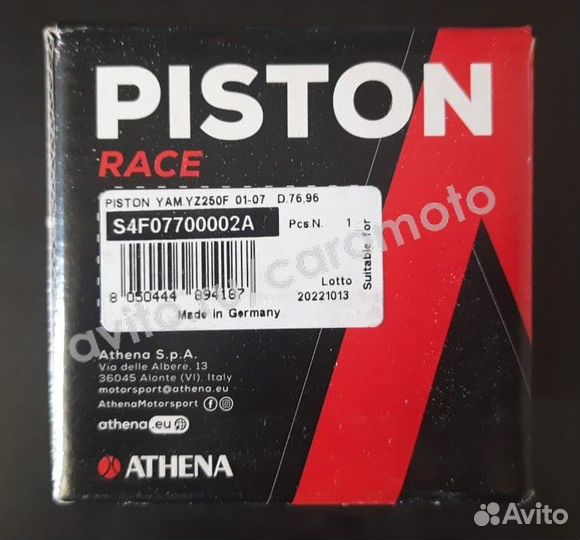 PISTON
RACE
PISTON YAM.YZ250F 01-07 D.76,96
S4F07700002A
Pcs.N. 1
Suitable for
8 050444 894187
Lotto
20221013
Made in Germany
Athena S.p.A.
Via delle Albere, 13
36045 Alonte (VI), Italy
motorsport@athena.eu
AthenaMotorsport
athena.eu
ATHENA
caramoto
Avito